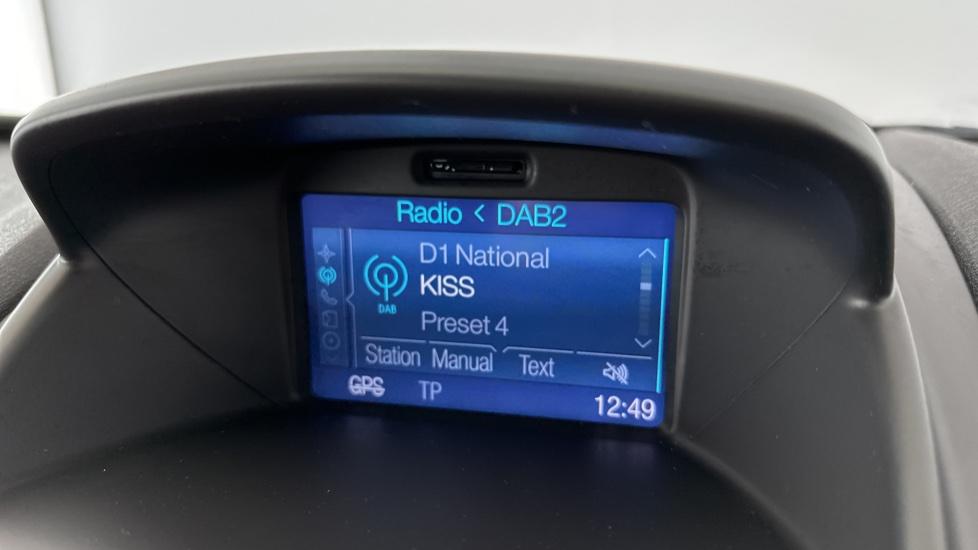 Radio < DAB2
D1 National
KISS
DAB
Preset 4
Station Manual Text
GPS TP
12:49